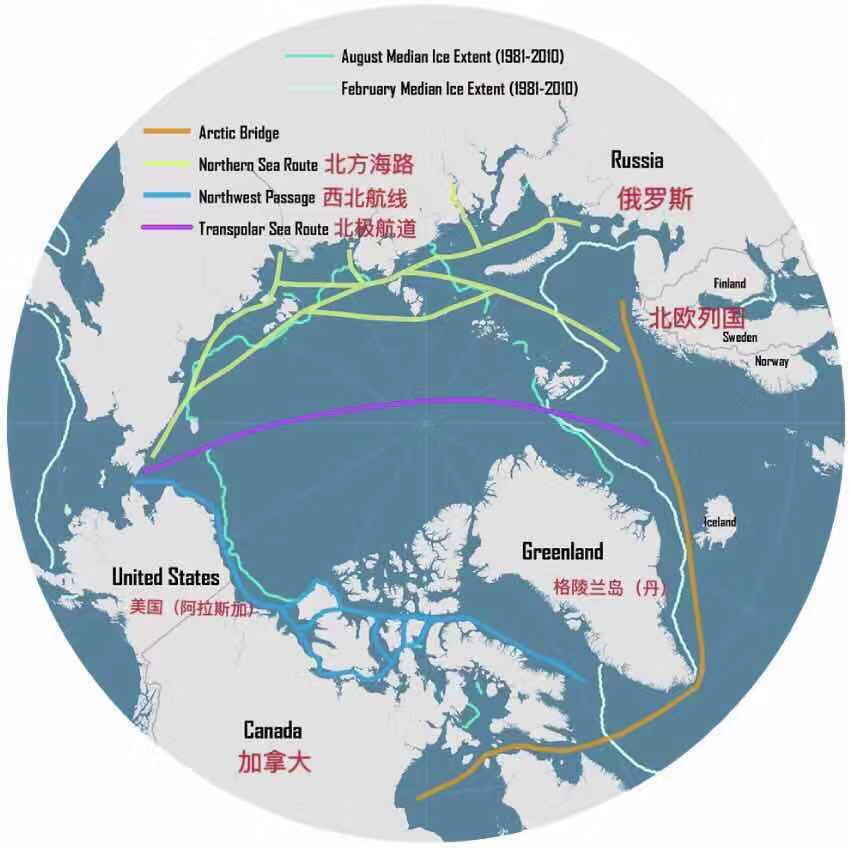 August Median Ice Extent (1981-2010)
February Median Ice Extent (1981-2010)
Arctic Bridge
Northern Sea Route 北方海路
Northwest Passage 西北航线
Transpolar Sea Route 北极航道
Russia
俄罗斯
Finland
北欧列国
Sweden
Norway
Iceland
Greenland
格陵兰岛（丹）
United States
美国（阿拉斯加）
Canada
加拿大